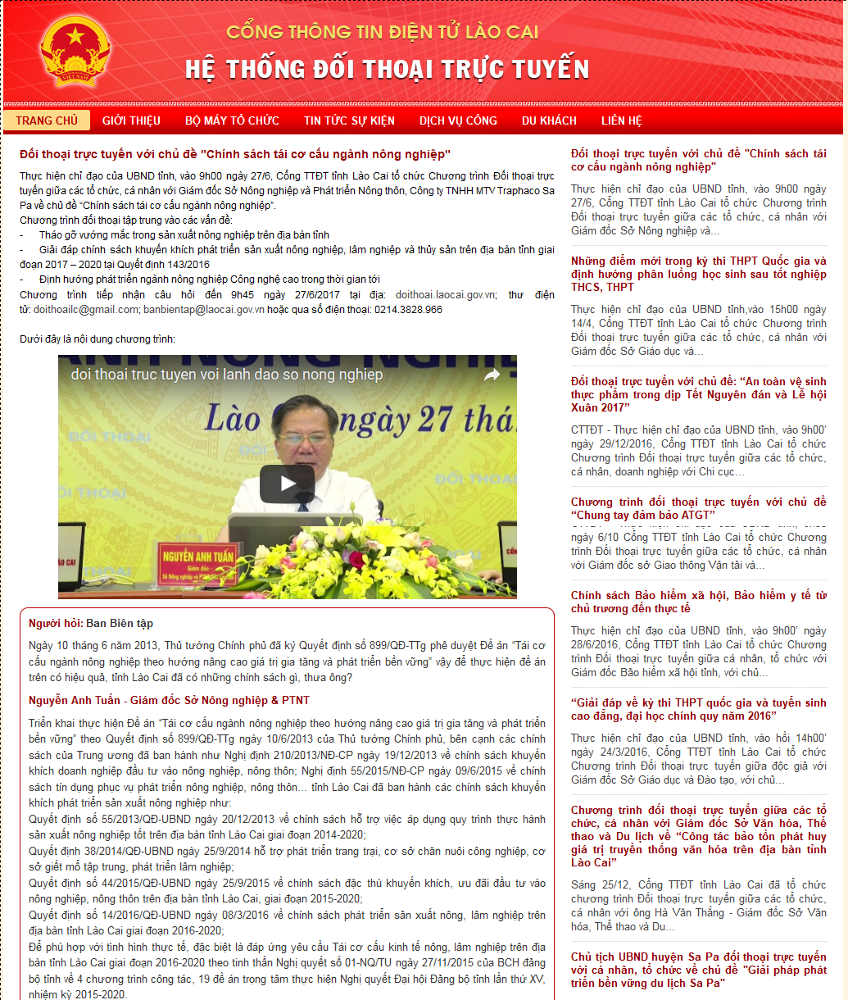 CỔNG THÔNG TIN ĐIỆN TỬ LÀO CAI
HỆ THỐNG ĐỐI THOẠI TRỰC TUYẾN
VIỆT NAM
TRANG CHỦ GIỚI THIỆU BỘ MÁY TỔ CHỨC TIN TỨC SỰ KIỆN DỊCH VỤ CÔNG DU KHÁCH LIÊN HỆ
Đối thoại trực tuyến với chủ đề "Chính sách tái cơ cấu ngành nông nghiệp"
Thực hiện chỉ đạo của UBND tỉnh, vào 9h00 ngày 27/6, Cổng TTĐT tỉnh Lào Cai tổ chức Chương trình Đối thoại trực
tuyến giữa các tổ chức, cá nhân với Giám đốc Sở Nông nghiệp và Phát triển Nông thôn, Công ty TNHH MTV Traphaco Sa
Pa về chủ đề “Chính sách tái cơ cấu ngành nông nghiệp”.
Chương trình đối thoại tập trung vào các vấn đề:
- Tháo gỡ vướng mắc trong sản xuất nông nghiệp trên địa bàn tỉnh
- Giải đáp chính sách khuyến khích phát triển sản xuất nông nghiệp, lâm nghiệp và thủy sản trên địa bàn tỉnh giai
đoạn 2017 – 2020 tại Quyết định 143/2016
- Định hướng phát triển ngành nông nghiệp Công nghệ cao trong thời gian tới
Chương trình tiếp nhận câu hỏi đến 9h45 ngày 27/6/2017 tại địa: doithoai.laocai.gov.vn; thư điện
tử: doithoailc@gmail.com; banbientap@laocai.gov.vn hoặc qua số điện thoại: 0214.3828.966
Dưới đây là nội dung chương trình:
doi thoai truc tuyen voi lanh dao so nong nghiep
ANH NÔNG NGHIỆP
Lào C ngày 27 thá
ĐỐI THOẠI
ĐỐI THOẠI
ĐỐI THOẠI
ĐỐI THOẠI
CAI
NGUYỄN ANH TUẤN
Giám đốc
Sở Nông nghiệp và PTNT
Người hỏi: Ban Biên tập
Ngày 10 tháng 6 năm 2013, Thủ tướng Chính phủ đã ký Quyết định số 899/QĐ-TTg phê duyệt Đề án “Tái cơ
cấu ngành nông nghiệp theo hướng nâng cao giá trị gia tăng và phát triển bền vững” vậy để thực hiện đề án
trên có hiệu quả, tỉnh Lào Cai đã có những chính sách gì, thưa ông?
Nguyễn Anh Tuấn - Giám đốc Sở Nông nghiệp & PTNT
Triển khai thực hiện Đề án “Tái cơ cấu ngành nông nghiệp theo hướng nâng cao giá trị gia tăng và phát triển
bền vững” theo Quyết định số 899/QĐ-TTg ngày 10/6/2013 của Thủ tướng Chính phủ, bên cạnh các chính
sách của Trung ương đã ban hành như Nghị định 210/2013/NĐ-CP ngày 19/12/2013 về chính sách khuyến
khích doanh nghiệp đầu tư vào nông nghiệp, nông thôn; Nghị định 55/2015/NĐ-CP ngày 09/6/2015 về chính
sách tín dụng phục vụ phát triển nông nghiệp, nông thôn… tỉnh Lào Cai đã ban hành các chính sách khuyến
khích phát triển sản xuất nông nghiệp như:
Quyết định số 55/2013/QĐ-UBND ngày 20/12/2013 về chính sách hỗ trợ việc áp dụng quy trình thực hành
sản xuất nông nghiệp tốt trên địa bàn tỉnh Lào Cai giai đoạn 2014-2020;
Quyết định 38/2014/QĐ-UBND ngày 25/9/2014 hỗ trợ phát triển trang trại, cơ sở chăn nuôi công nghiệp, cơ
sở giết mổ tập trung, phát triển lâm nghiệp;
Quyết định số 44/2015/QĐ-UBND ngày 25/9/2015 về chính sách đặc thù khuyến khích, ưu đãi đầu tư vào
nông nghiệp, nông thôn trên địa bàn tỉnh Lào Cai, giai đoạn 2015-2020;
Quyết định số 14/2016/QĐ-UBND ngày 08/3/2016 về chính sách phát triển sản xuất nông, lâm nghiệp trên
địa bàn tỉnh Lào Cai giai đoạn 2016-2020;
Để phù hợp với tình hình thực tế, đặc biệt là đáp ứng yêu cầu Tái cơ cấu kinh tế nông, lâm nghiệp trên địa
bàn tỉnh Lào Cai giai đoạn 2016-2020 theo tinh thần Nghị quyết số 01-NQ/TU ngày 27/11/2015 của BCH đảng
bộ tỉnh về 4 chương trình công tác, 19 đề án trọng tâm thực hiện Nghị quyết Đại hội Đảng bộ tỉnh lần thứ XV,
nhiệm kỳ 2015-2020.
Đối thoại trực tuyến với chủ đề "Chính sách tái
cơ cấu ngành nông nghiệp"
Thực hiện chỉ đạo của UBND tỉnh, vào 9h00 ngày
27/6, Cổng TTĐT tỉnh Lào Cai tổ chức Chương trình
Đối thoại trực tuyến giữa các tổ chức, cá nhân với
Giám đốc Sở Nông nghiệp và...
Những điểm mới trong kỳ thi THPT Quốc gia và
định hướng phân luồng học sinh sau tốt nghiệp
THCS, THPT
Thực hiện chỉ đạo của UBND tỉnh,vào 15h00 ngày
14/4, Cổng TTĐT tỉnh Lào Cai tổ chức Chương trình
Đối thoại trực tuyến giữa các tổ chức, cá nhân với
Giám đốc Sở Giáo dục và...
Đối thoại trực tuyến với chủ đề: “An toàn vệ sinh
thực phẩm trong dịp Tết Nguyên đán và Lễ hội
Xuân 2017”
CTTĐT - Thực hiện chỉ đạo của UBND tỉnh, vào 9h00’
ngày 29/12/2016, Cổng TTĐT tỉnh Lào Cai tổ chức
Chương trình Đối thoại trực tuyến giữa các tổ chức,
cá nhân, doanh nghiệp với Chi cục...
Chương trình đối thoại trực tuyến với chủ đề
“Chung tay đảm bảo ATGT”
ngày 6/10 Cổng TTĐT tỉnh Lào Cai tổ chức Chương
trình Đối thoại trực tuyến giữa các tổ chức, cá nhân
với Giám đốc sở Giao thông Vận tải và...
Chính sách Bảo hiểm xã hội, Bảo hiểm y tế từ
chủ trương đến thực tế
Thực hiện chỉ đạo của UBND tỉnh, vào 9h00’ ngày
28/6/2016, Cổng TTĐT tỉnh Lào Cai tổ chức Chương
trình Đối thoại trực tuyến giữa cá nhân, tổ chức với
Giám đốc Bảo hiểm xã hội tỉnh, với chủ...
“Giải đáp về kỳ thi THPT quốc gia và tuyển sinh
cao đẳng, đại học chính quy năm 2016”
Thực hiện chỉ đạo của UBND tỉnh, vào hồi 14h00’
ngày 24/3/2016, Cổng TTĐT tỉnh Lào Cai tổ chức
Chương trình Đối thoại trực tuyến giữa độc giả với
Giám đốc Sở Giáo dục và Đào tạo, với chủ...
Chương trình đối thoại trực tuyến giữa các tổ
chức, cá nhân với Giám đốc Sở Văn hóa, Thể
thao và Du lịch về “Công tác bảo tồn phát huy
giá trị truyền thống văn hóa trên địa bàn tỉnh
Lào Cai”
Sáng 25/12, Cổng TTĐT tỉnh Lào Cai đã tổ chức
chương trình Đối thoại trực tuyến giữa các tổ chức,
cá nhân với ông Hà Văn Thắng - Giám đốc Sở Văn
hóa, Thể thao và Du...
Chủ tịch UBND huyện Sa Pa đối thoại trực tuyến
với cá nhân, tổ chức về chủ đề "Giải pháp phát
triển bền vững du lịch Sa Pa"